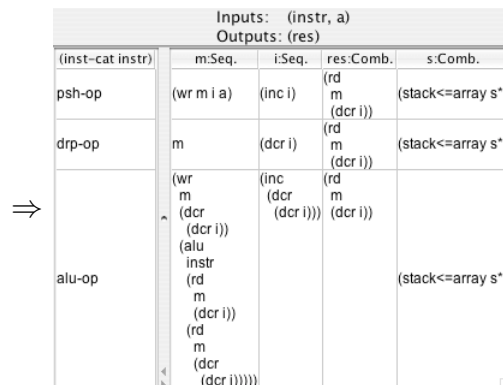 Inputs: (instr, a)
Outputs: (res)
(inst-cat instr) m:Seq. i:Seq. res:Comb. s:Comb.
psh-op (wr m i a) (inc i) (rd
m
(dcr i)) (stack<=array s*
drp-op m (dcr i) (rd
m
(dcr i)) (stack<=array s*
⇒
alu-op
(wr
m
(dcr
(dcr i))
(alu
instr
(rd
m
(dcr i))
(rd
m
(dcr
(dcr i)))))
(inc
(dcr
(dcr i)))
(rd
m
(dcr i))
(stack<=array s*